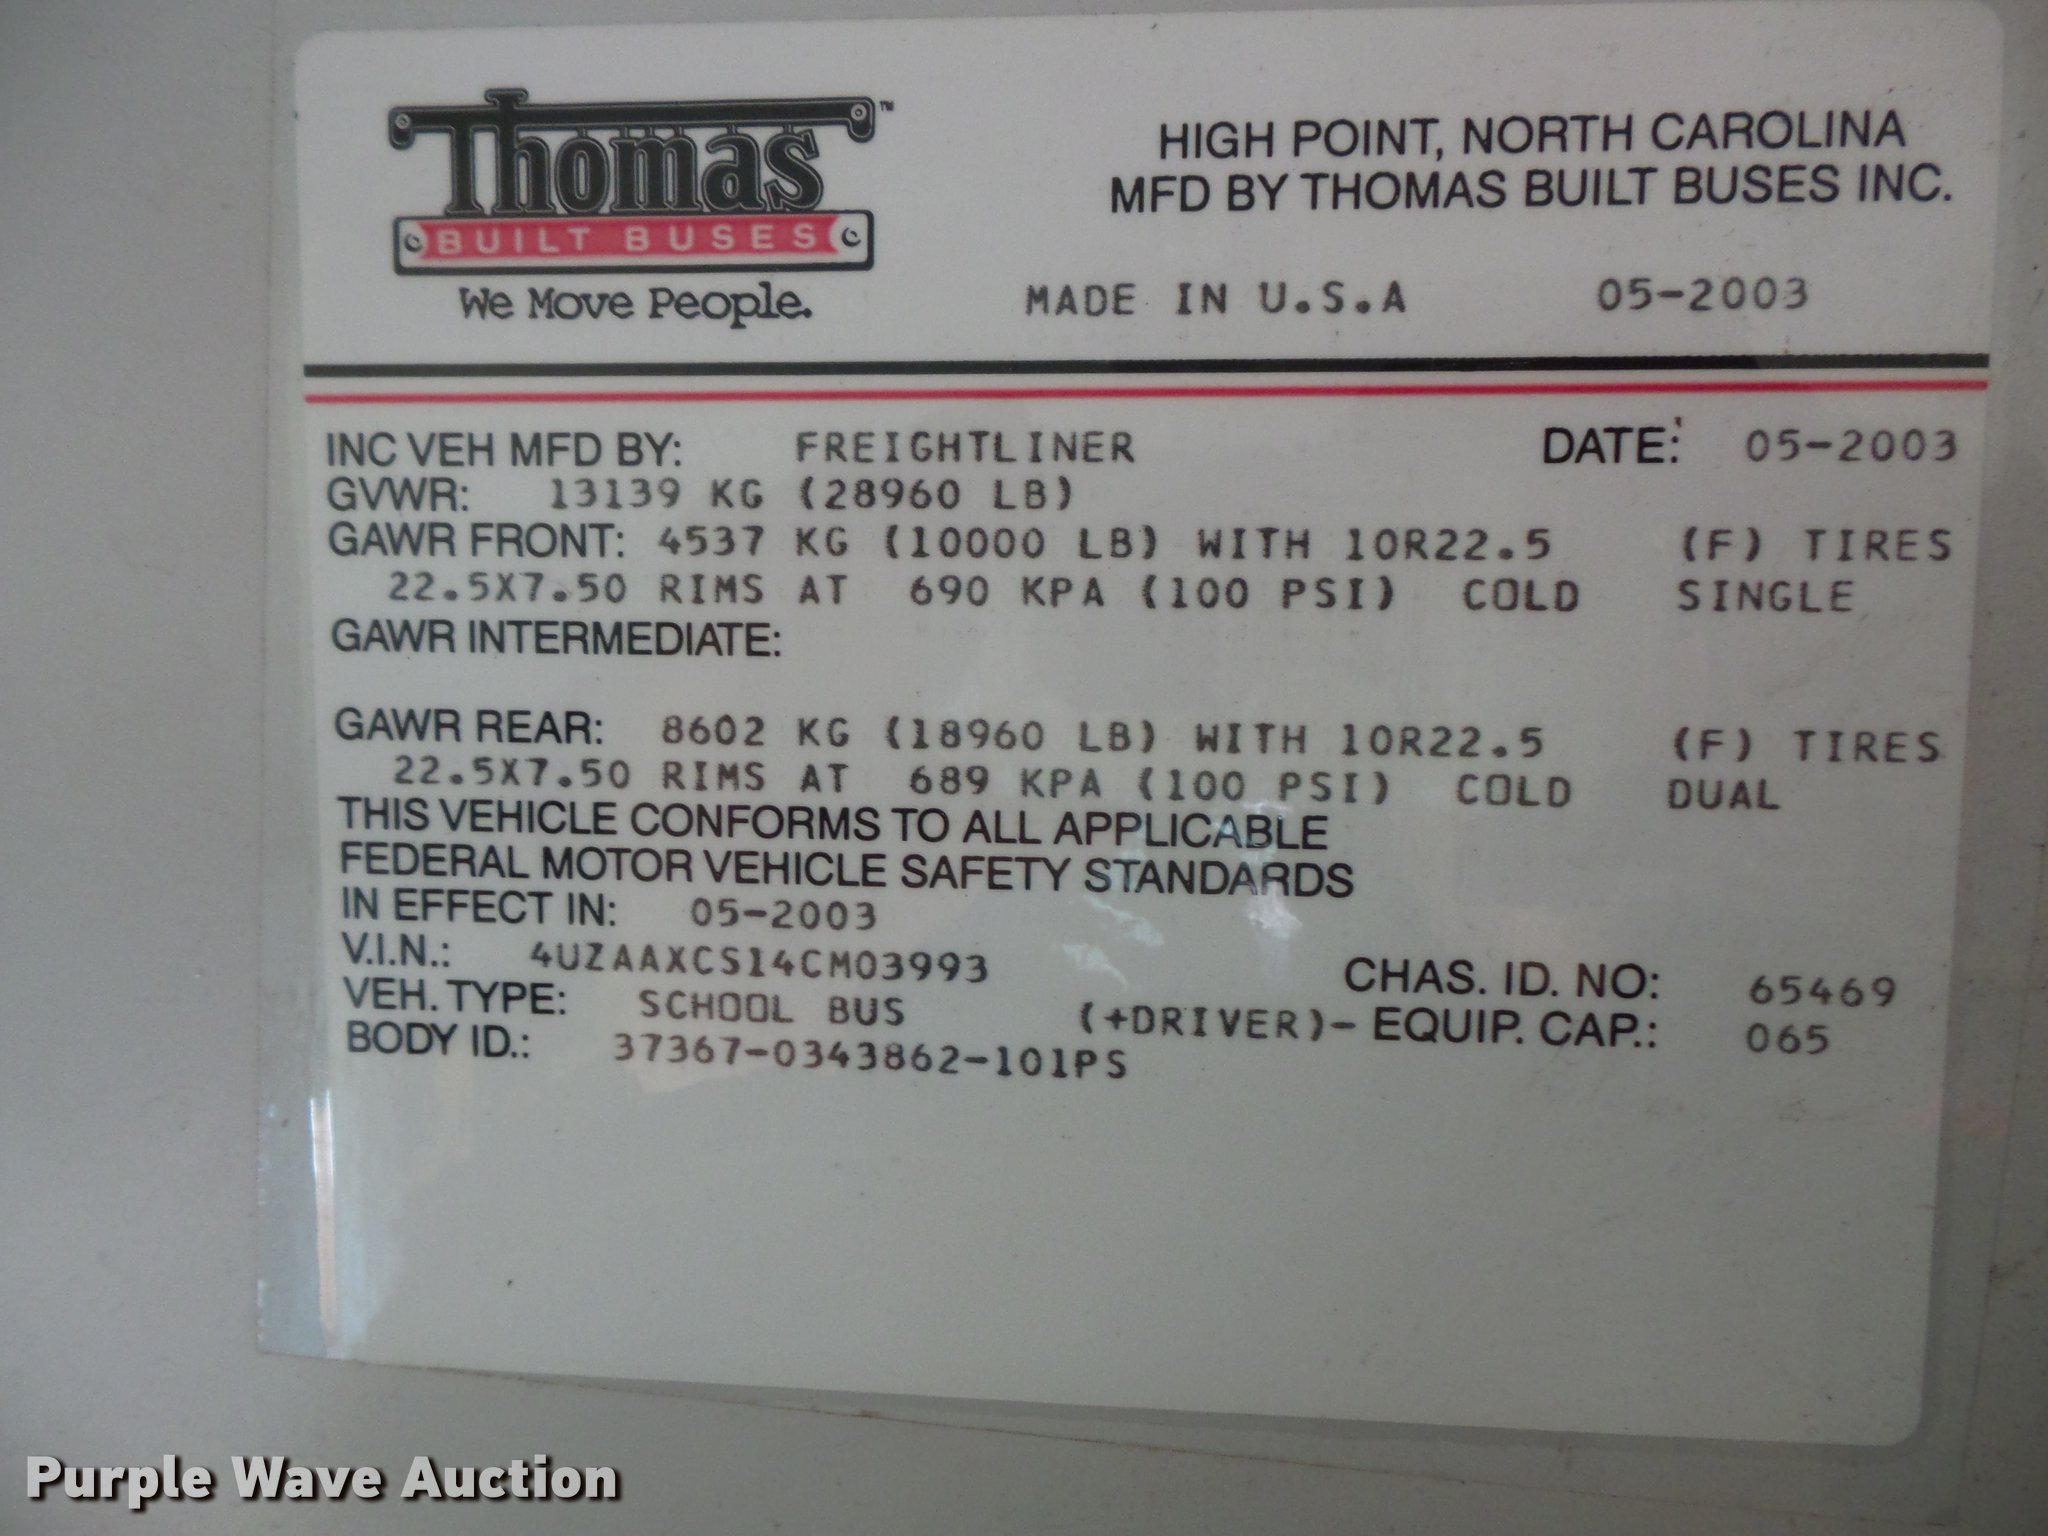 Thomas™
BUILT BUSES
We Move People.
HIGH POINT, NORTH CAROLINA
MFD BY THOMAS BUILT BUSES INC.
MADE IN U.S.A 05-2003
INC VEH MFD BY: FREIGHTLINER DATE: 05-2003
GVWR: 13139 KG (28960 LB)
GAWR FRONT: 4537 KG (10000 LB) WITH 10R22.5 (F) TIRES
22.5X7.50 RIMS AT 690 KPA (100 PSI) COLD SINGLE
GAWR INTERMEDIATE:
GAWR REAR: 8602 KG (18960 LB) WITH 10R22.5 (F) TIRES
22.5X7.50 RIMS AT 689 KPA (100 PSI) COLD DUAL
THIS VEHICLE CONFORMS TO ALL APPLICABLE
FEDERAL MOTOR VEHICLE SAFETY STANDARDS
IN EFFECT IN: 05-2003
V.I.N.: 4UZAAXCS14CM03993 CHAS. ID. NO: 65469
VEH. TYPE: SCHOOL BUS (+DRIVER)- EQUIP. CAP.: 065
BODY ID.: 37367-0343862-101PS
Purple Wave Auction